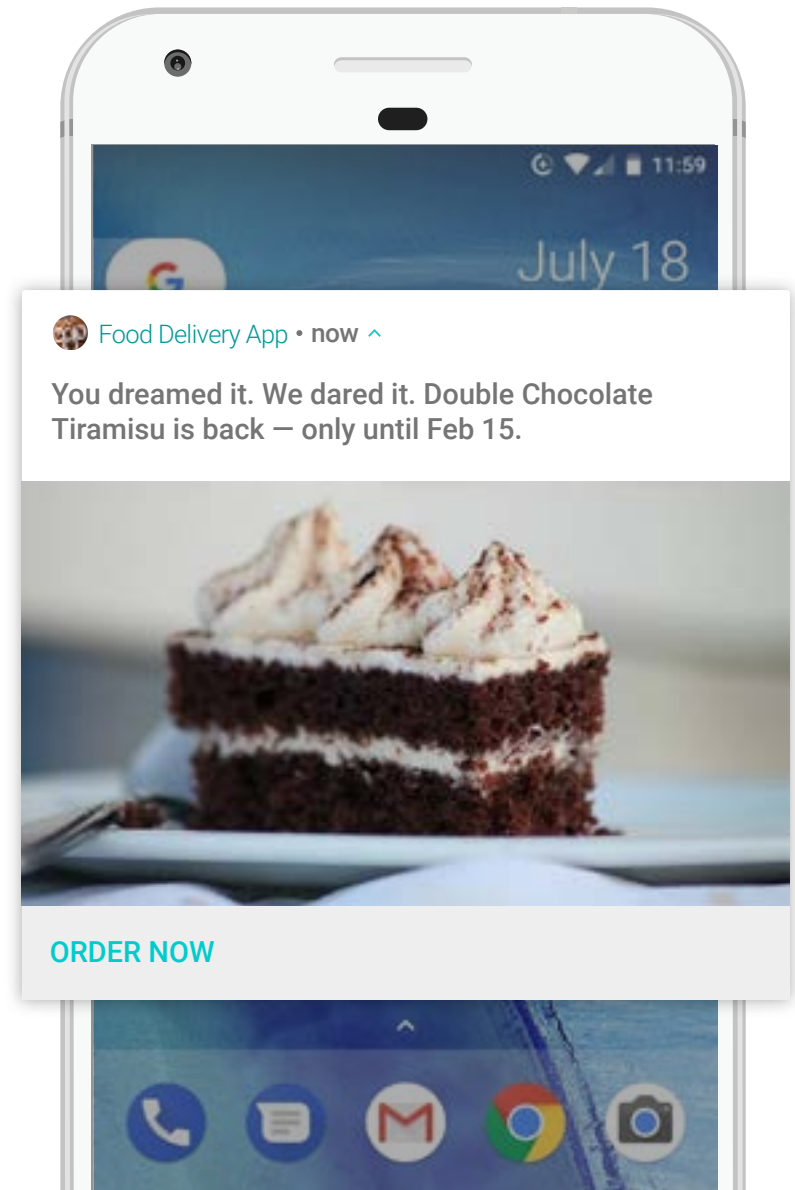 11:59
July 18
G
Food Delivery App • now
You dreamed it. We dared it. Double Chocolate
Tiramisu is back — only until Feb 15.
ORDER NOW